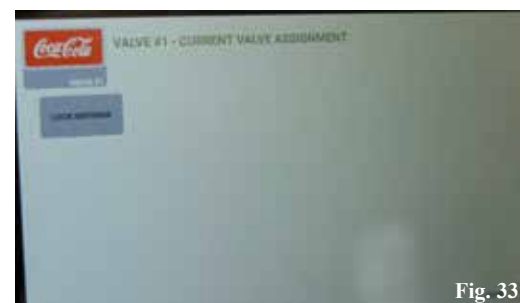 Coca-Cola
VALVE #1 - CURRENT VALVE ASSIGNMENT
Fig. 33